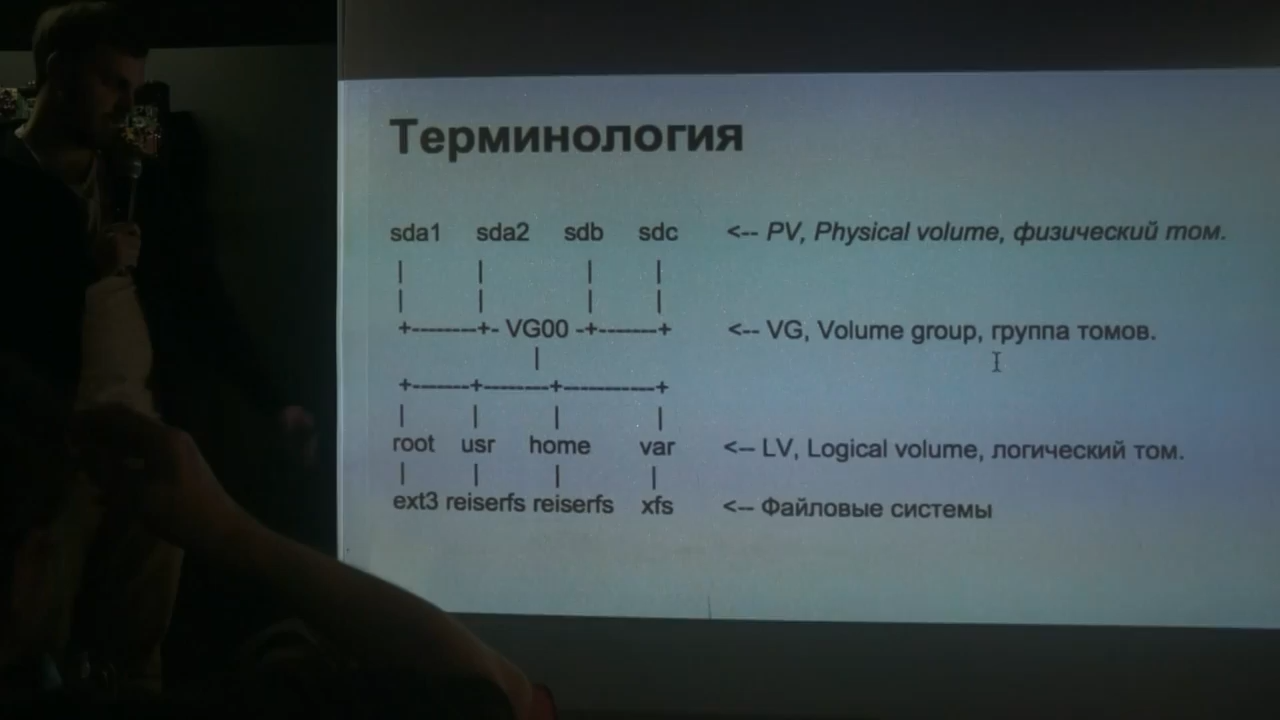 Терминология
sda1 sda2 sdb sdc <-- PV, Physical volume, физический том.
| | | |
| | | |
+--------+- VG00 -+-------+ <-- VG, Volume group, группа томов.
|
+-------+-------+----------+
| | | |
root usr home var <-- LV, Logical volume, логический том.
| | | |
ext3 reiserfs reiserfs xfs <-- Файловые системы